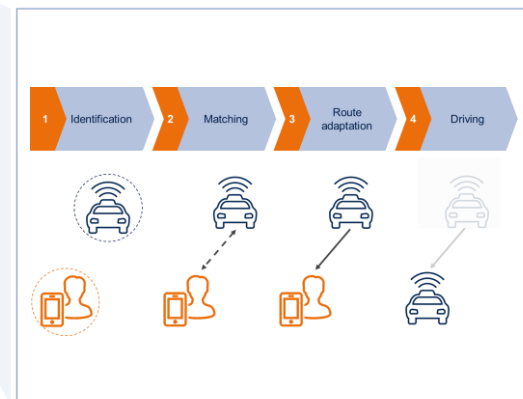 1 Identification
2 Matching
3 Route
adaptation
4 Driving